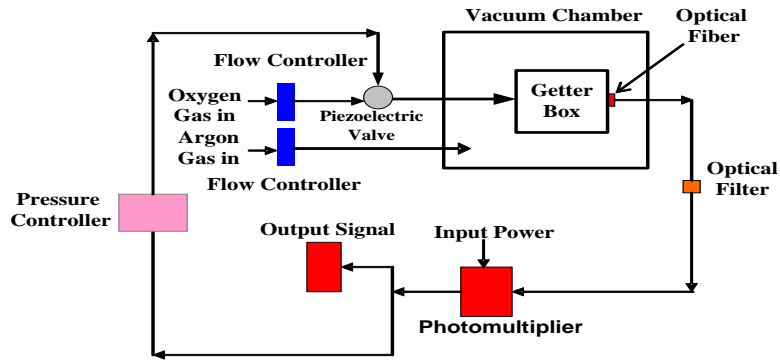 Vacuum Chamber
Optical
Fiber
Flow Controller
Getter
Box
Oxygen
Gas in
Piezoelectric
Valve
Argon
Gas in
Flow Controller
Optical
Filter
Pressure
Controller
Output Signal
Input Power
Photomultiplier